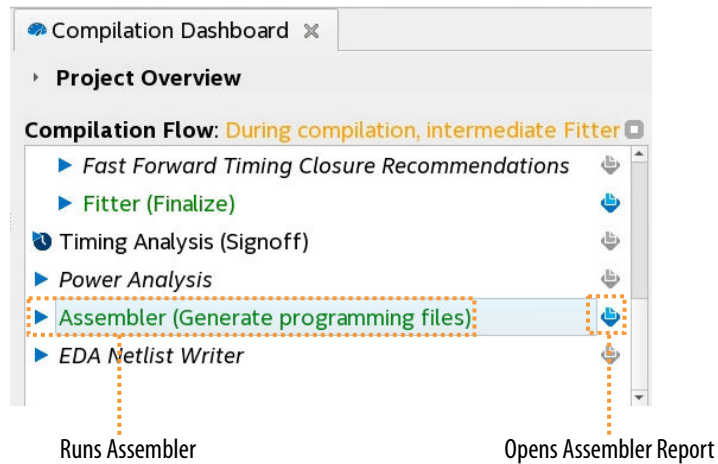 Compilation Dashboard
Project Overview
Compilation Flow: During compilation, intermediate Fitter
Fast Forward Timing Closure Recommendations
Fitter (Finalize)
Timing Analysis (Signoff)
Power Analysis
Assembler (Generate programming files)
EDA Netlist Writer
Runs Assembler
Opens Assembler Report